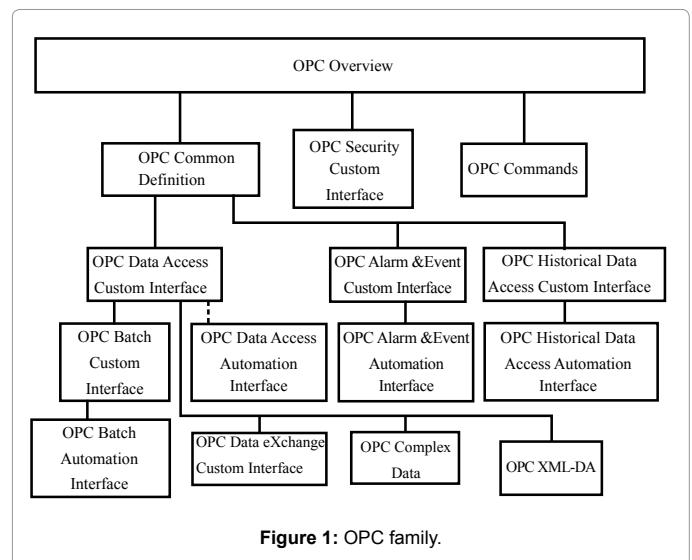 OPC Overview
OPC Common
Definition
OPC Security
Custom
Interface
OPC Commands
OPC Data Access
Custom Interface
OPC Alarm &Event
Custom Interface
OPC Historical Data
Access Custom Interface
OPC Batch
Custom
Interface
OPC Data Access
Automation
Interface
OPC Alarm &Event
Automation
Interface
OPC Historical Data
Access Automation
Interface
OPC Batch
Automation
Interface
OPC Data eXchange
Custom Interface
OPC Complex
Data
OPC XML-DA
Figure 1: OPC family.